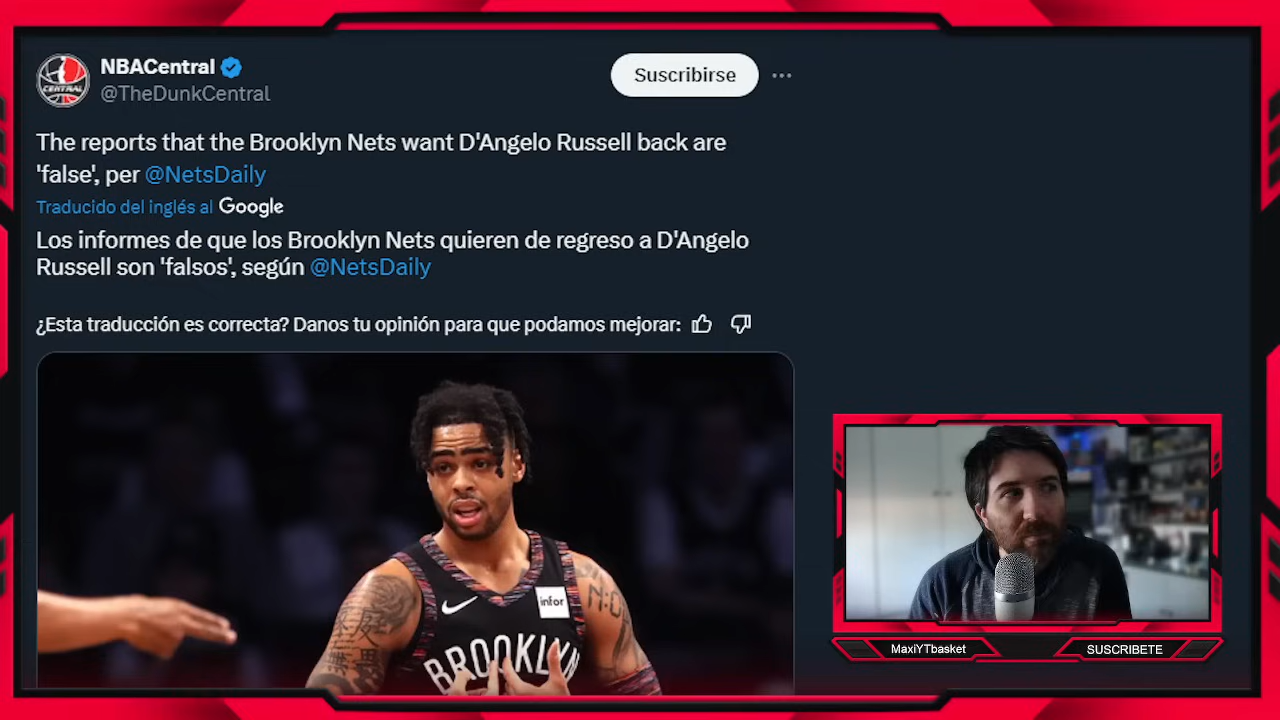 NBACentral
@TheDunkCentral
Suscribirse
The reports that the Brooklyn Nets want D'Angelo Russell back are
'false', per @NetsDaily
Traducido del inglés al Google
Los informes de que los Brooklyn Nets quieren de regreso a D'Angelo
Russell son 'falsos', según @NetsDaily
¿Esta traducción es correcta? Danos tu opinión para que podamos mejorar:
CENTRAL
infor
BROOKLYN
MaxiYTbasket
SUSCRIBETE